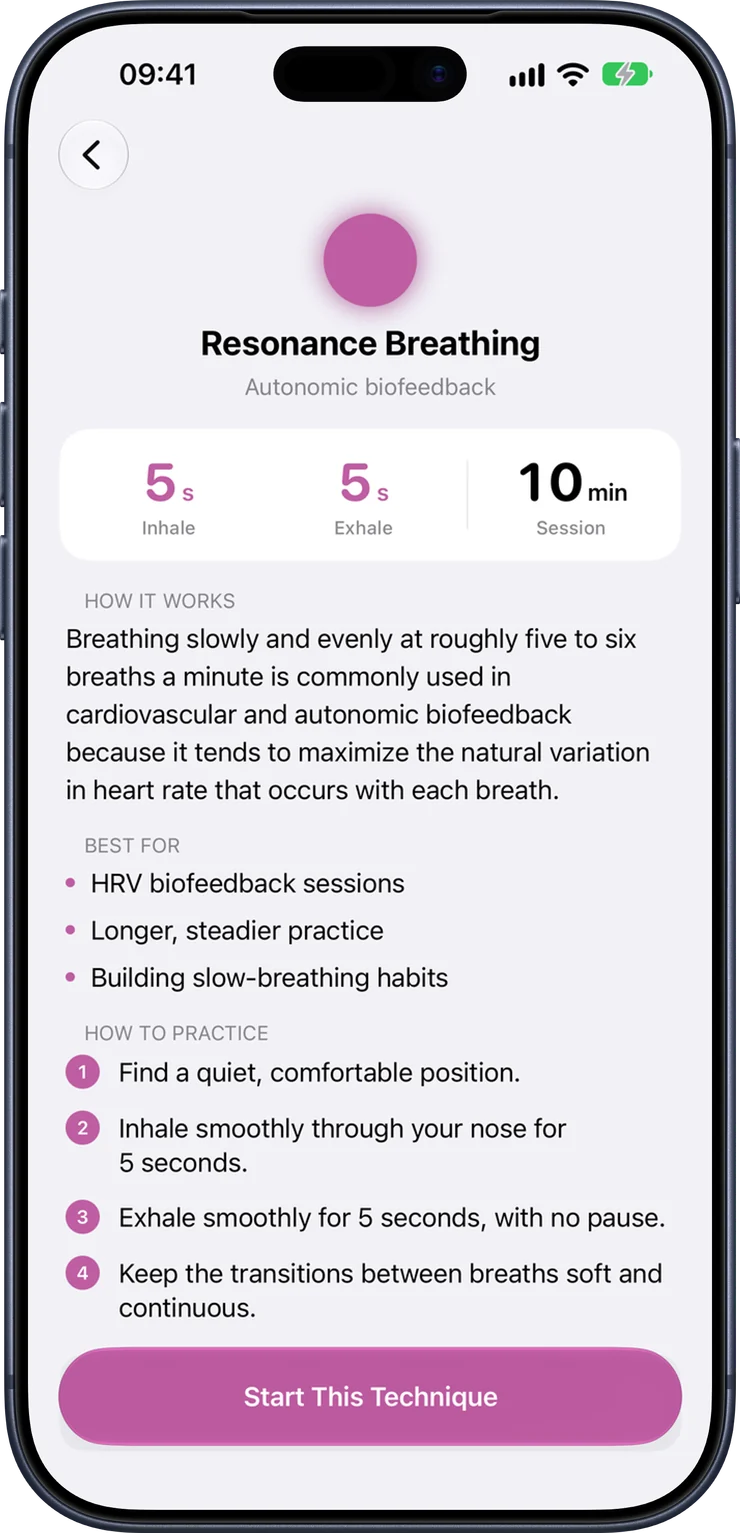 09:41
Resonance Breathing
Autonomic biofeedback
5 s
Inhale
5 s
Exhale
10 min
Session
HOW IT WORKS
Breathing slowly and evenly at roughly five to six
breaths a minute is commonly used in
cardiovascular and autonomic biofeedback
because it tends to maximize the natural variation
in heart rate that occurs with each breath.
BEST FOR
• HRV biofeedback sessions
• Longer, steadier practice
• Building slow-breathing habits
HOW TO PRACTICE
1 Find a quiet, comfortable position.
2 Inhale smoothly through your nose for
5 seconds.
3 Exhale smoothly for 5 seconds, with no pause.
4 Keep the transitions between breaths soft and
continuous.
Start This Technique